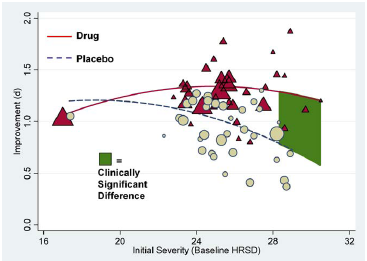 2.0
1.5
1.0
0.5
0.0
Improvement (d)
Drug
Placebo
=
Clinically
Significant
Difference
16 20 24 28 32
Initial Severity (Baseline HRSD)